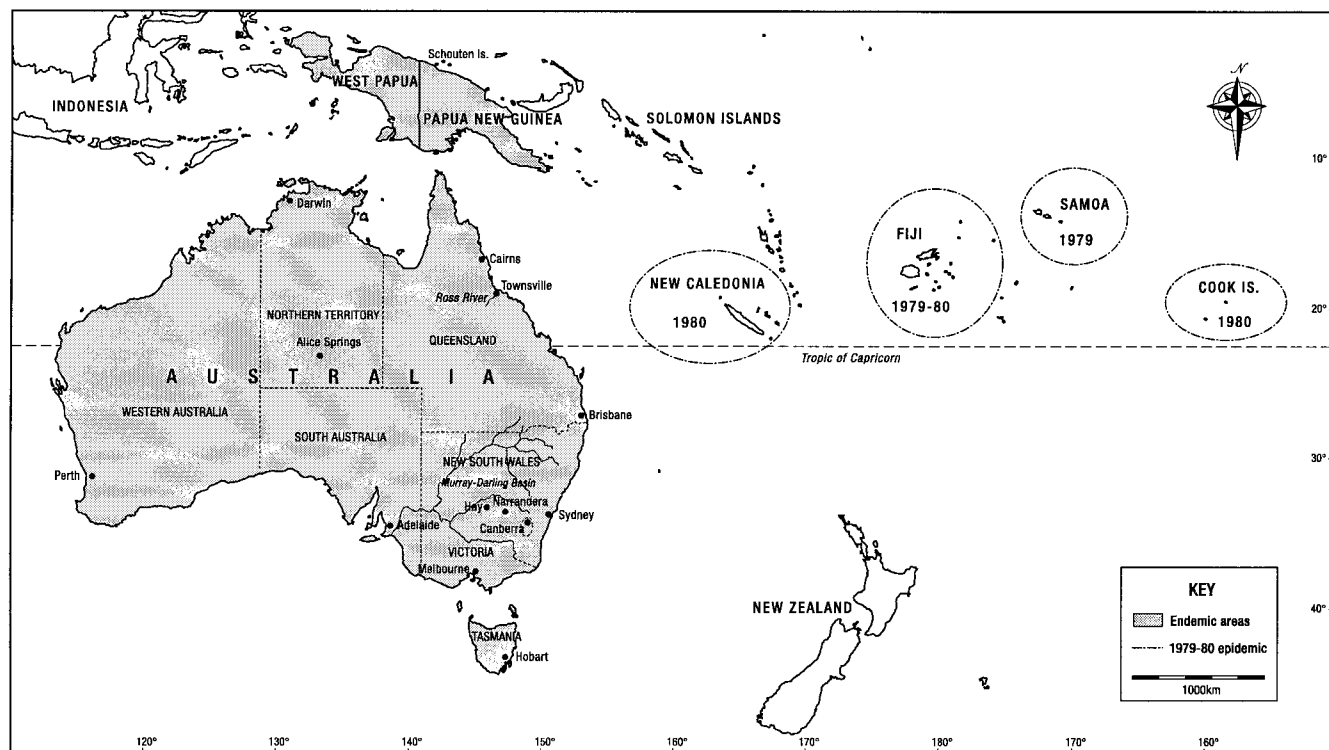 Schouten Is.
WEST PAPUA
INDONESIA
PAPUA NEW GUINEA
SOLOMON ISLANDS
N
10°
Darwin
SAMOA
1979
FIJI
1979-80
Cairns
Townsville
Ross River
NEW CALEDONIA
1980
COOK IS.
1980
20°
NORTHERN TERRITORY
Alice Springs
QUEENSLAND
Tropic of Capricorn
AUSTRALIA
WESTERN AUSTRALIA
Brisbane
SOUTH AUSTRALIA
30°
NEW SOUTH WALES
Murray-Darling Basin
Perth
Hay
Narrandera
Sydney
Adelaide
Canberra
VICTORIA
Melbourne
NEW ZEALAND
40°
TASMANIA
Hobart
KEY
Endemic areas
1979-80 epidemic
1000km
120° 130° 140° 150° 160° 170° 180° 170° 160°